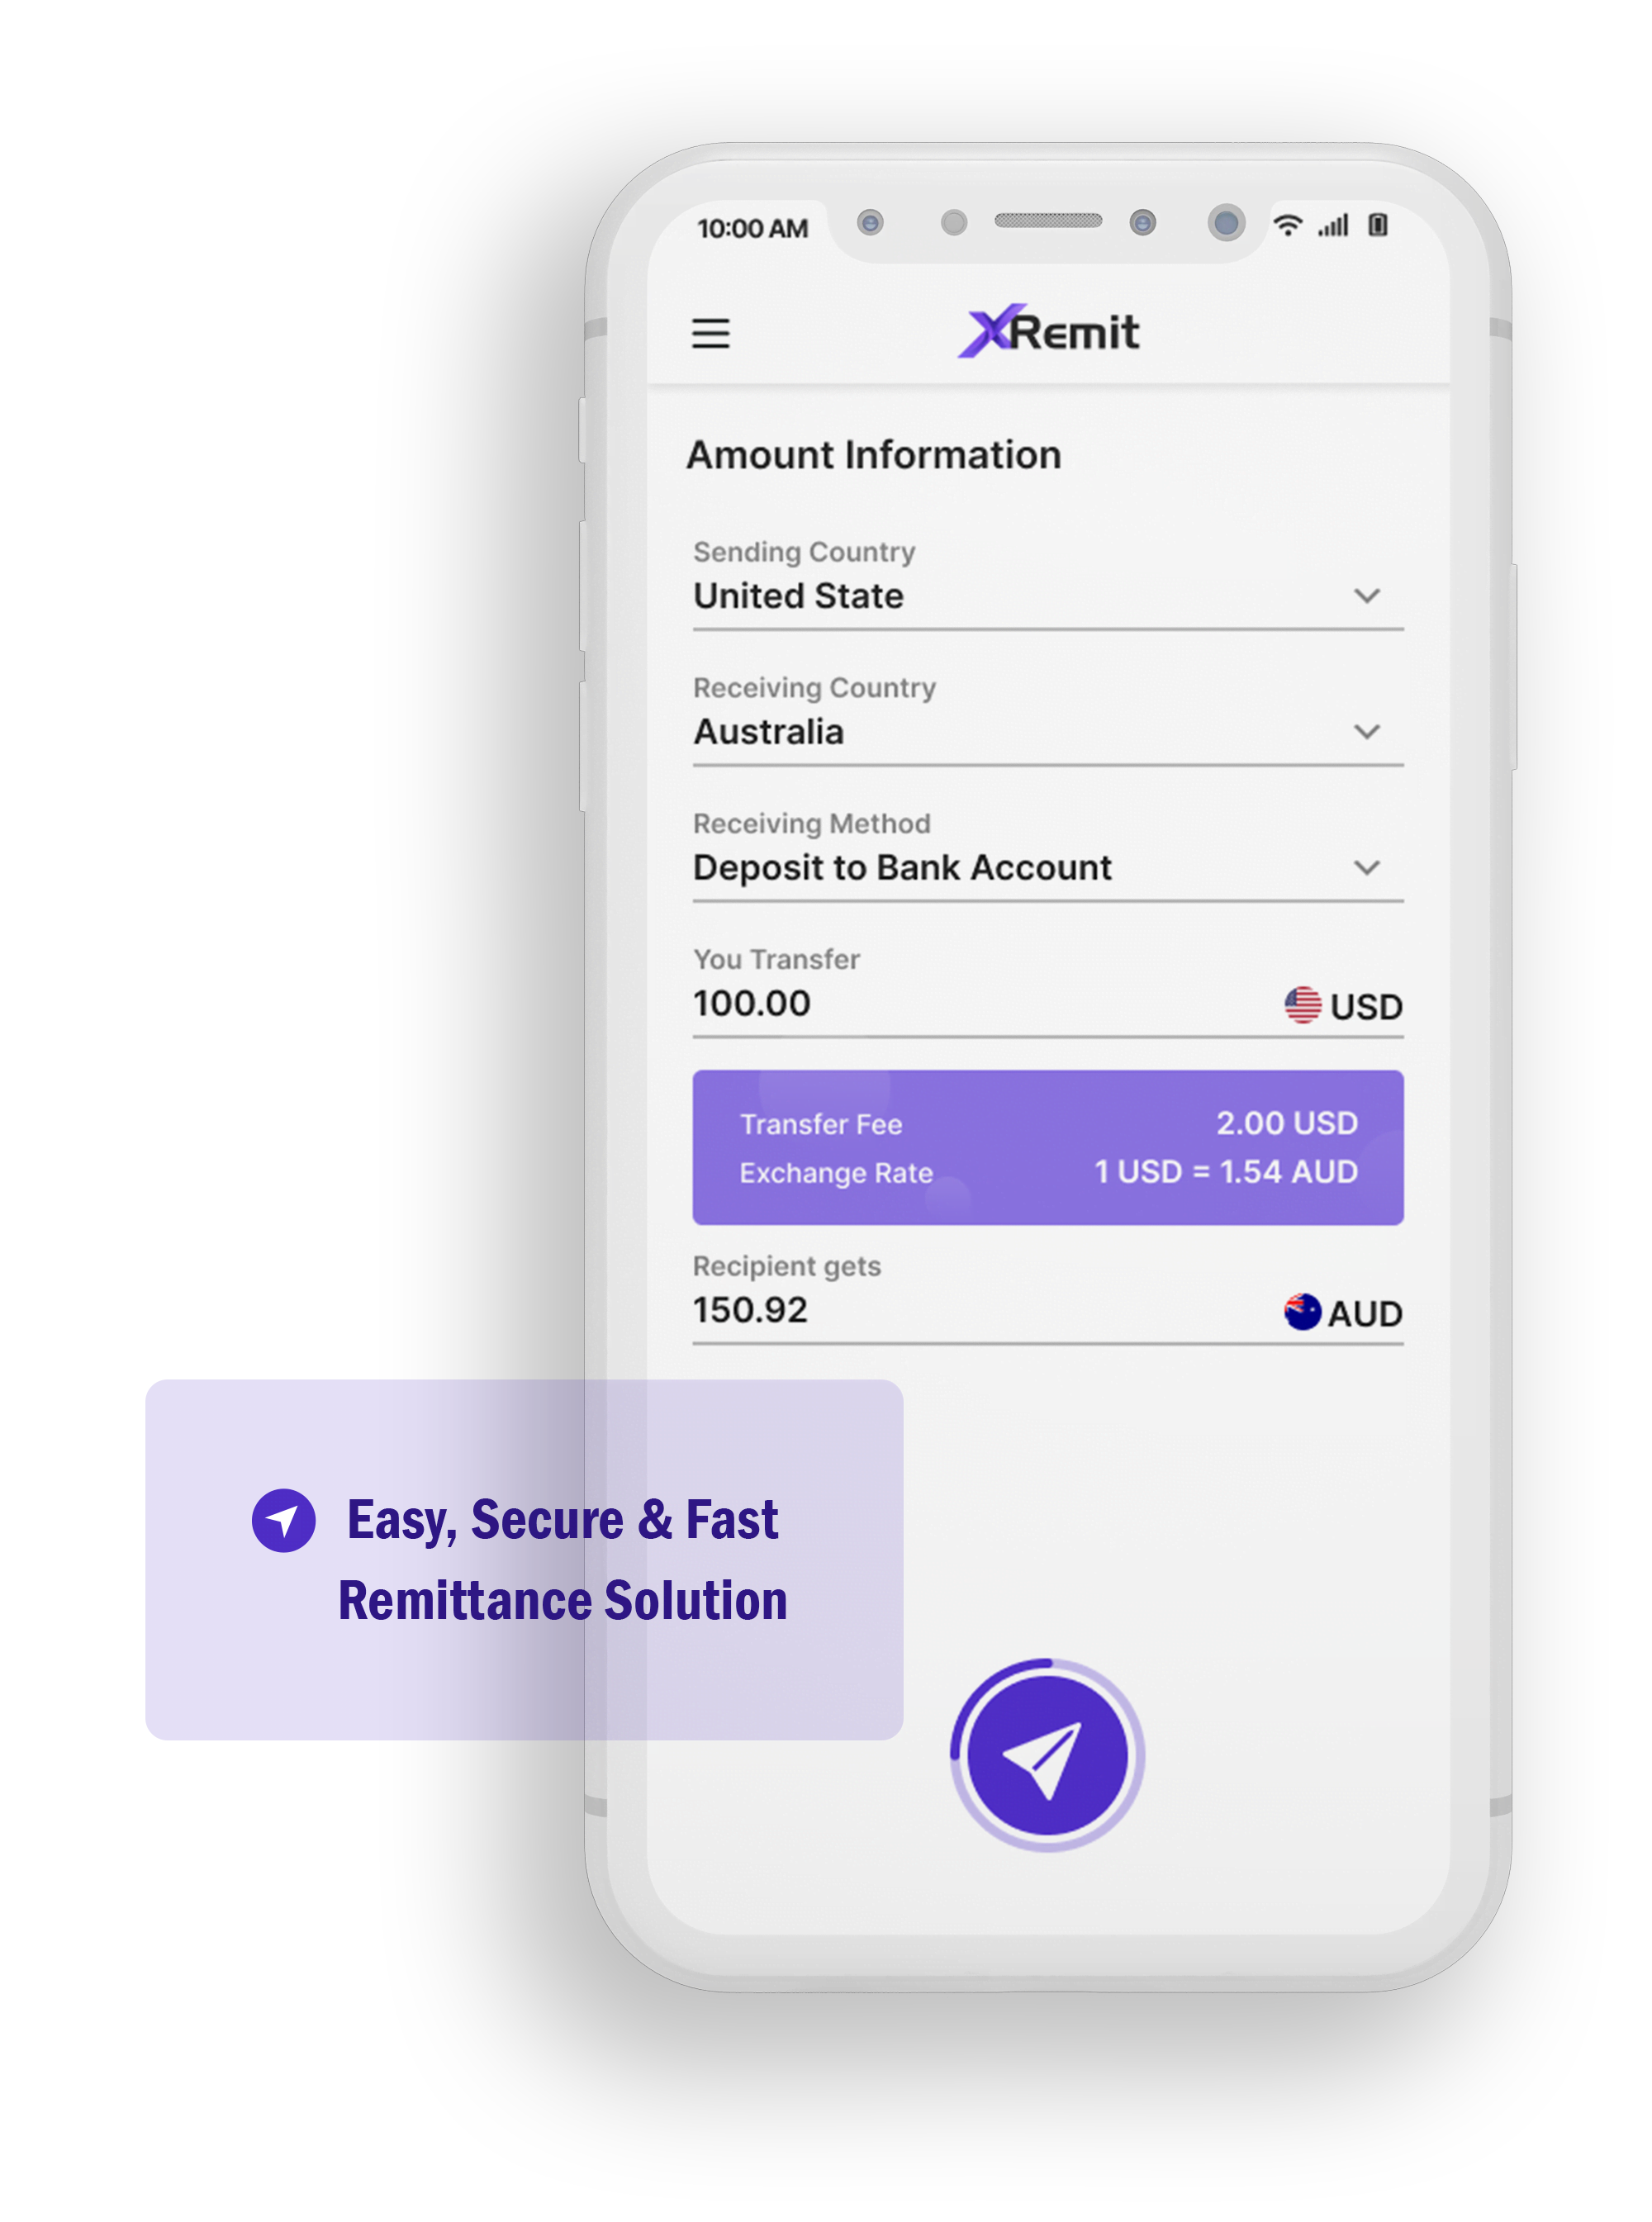 10:00 AM
XRemit
Amount Information
Sending Country
United State
Receiving Country
Australia
Receiving Method
Deposit to Bank Account
You Transfer
100.00 USD
Transfer Fee 2.00 USD
Exchange Rate 1 USD = 1.54 AUD
Recipient gets
150.92 AUD
Easy, Secure & Fast
Remittance Solution